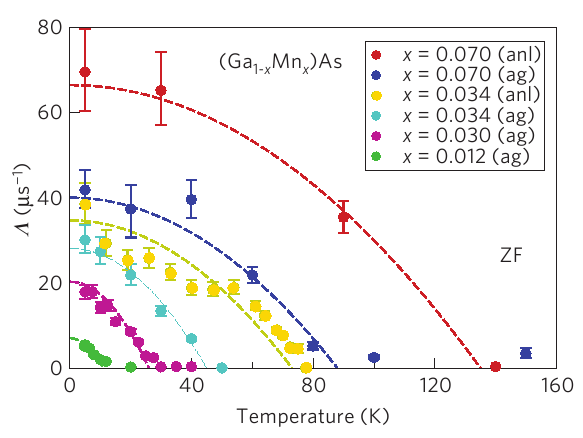 80
60
40
20
0
Λ (μs⁻¹)
(Ga₁₋ₓMnₓ)As
x = 0.070 (anl)
x = 0.070 (ag)
x = 0.034 (anl)
x = 0.034 (ag)
x = 0.030 (ag)
x = 0.012 (ag)
ZF
0 40 80 120 160
Temperature (K)